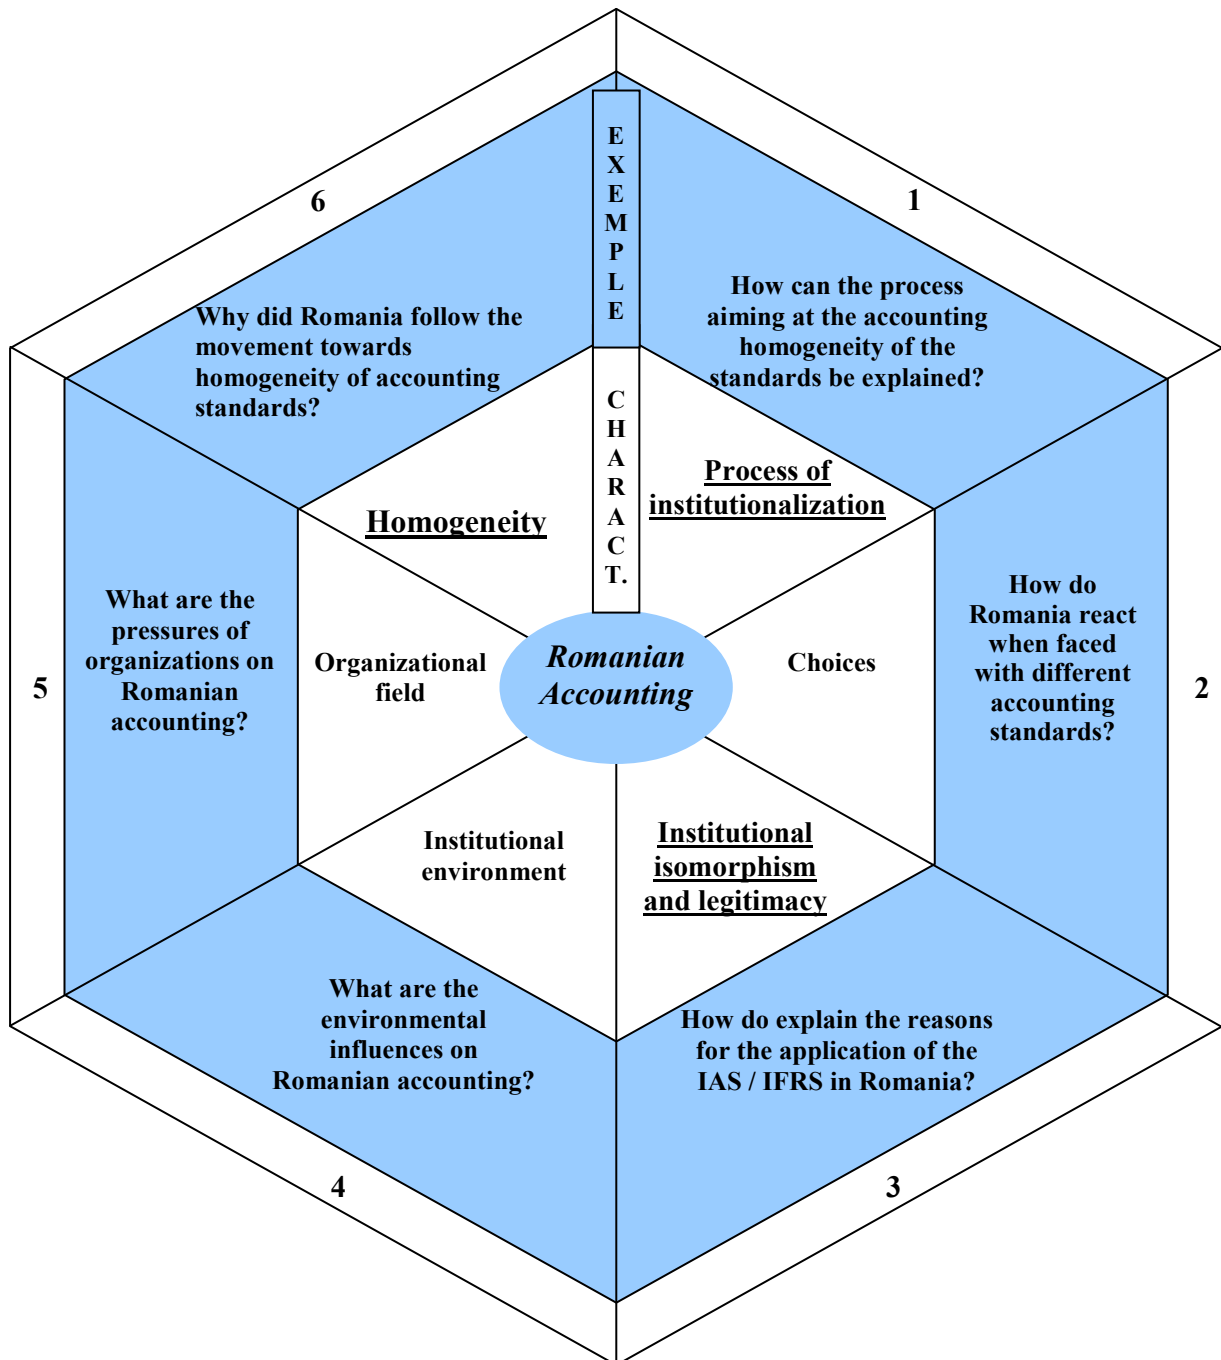 6
1
E
X
E
M
P
L
E
Why did Romania follow the
movement towards
homogeneity of accounting
standards?
How can the process
aiming at the accounting
homogeneity of the
standards be explained?
C
H
A
R
A
C
T.
Homogeneity
Process of
institutionalization
What are the
pressures of
organizations on
Romanian
accounting?
5
Organizational
field
Romanian
Accounting
Choices
How do
Romania react
when faced
with different
accounting
standards?
2
Institutional
environment
Institutional
isomorphism
and legitimacy
What are the
environmental
influences on
Romanian accounting?
How do explain the reasons
for the application of the
IAS / IFRS in Romania?
4
3